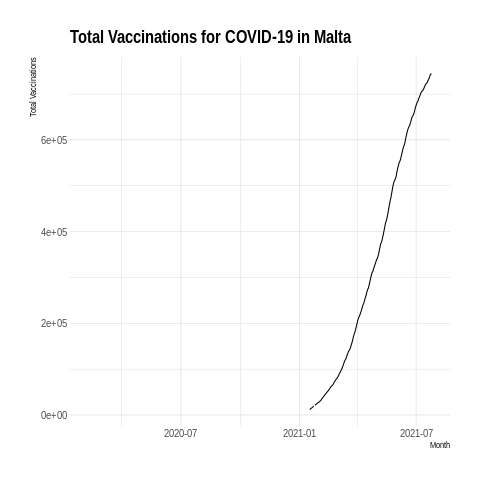 Total Vaccinations for COVID-19 in Malta
Total Vaccinations
6e+05
4e+05
2e+05
0e+00
2020-07
2021-01
2021-07
Month